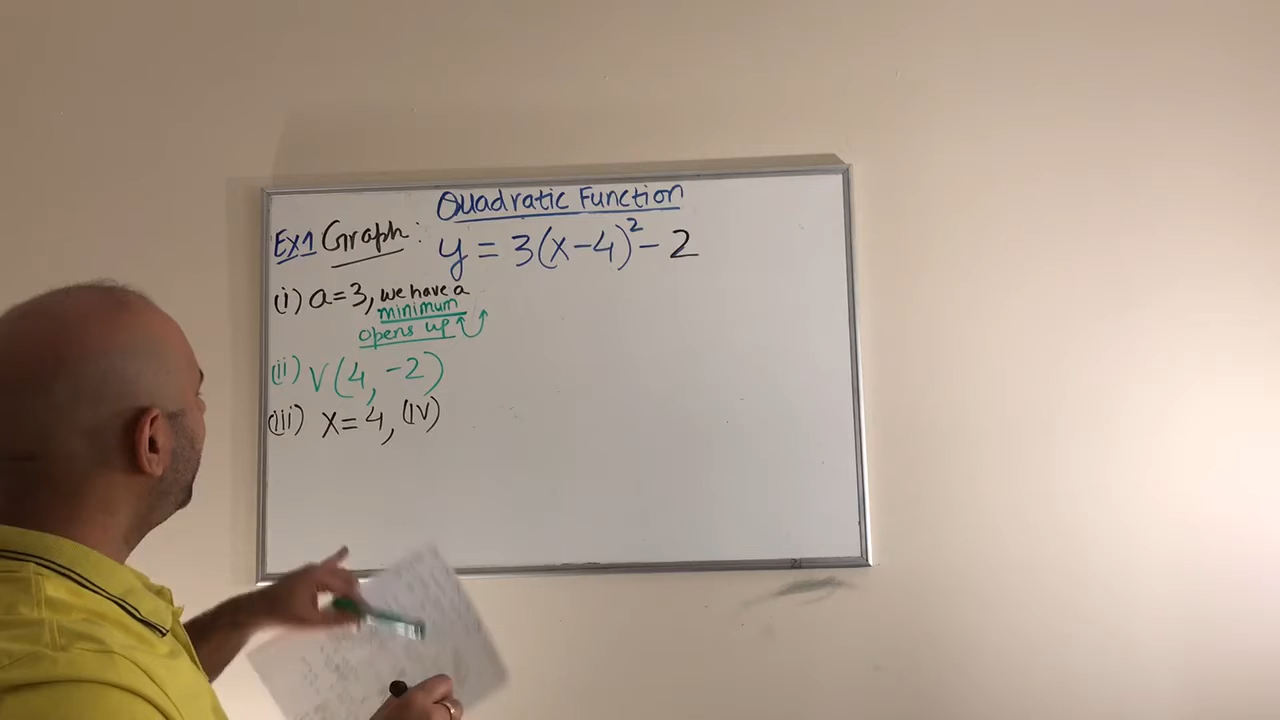 Quadratic Function
Ex1 Graph: y = 3(x-4)² - 2
(i) a=3, we have a
minimum
opens up
(ii) V(4, -2)
(iii) x=4, (IV)